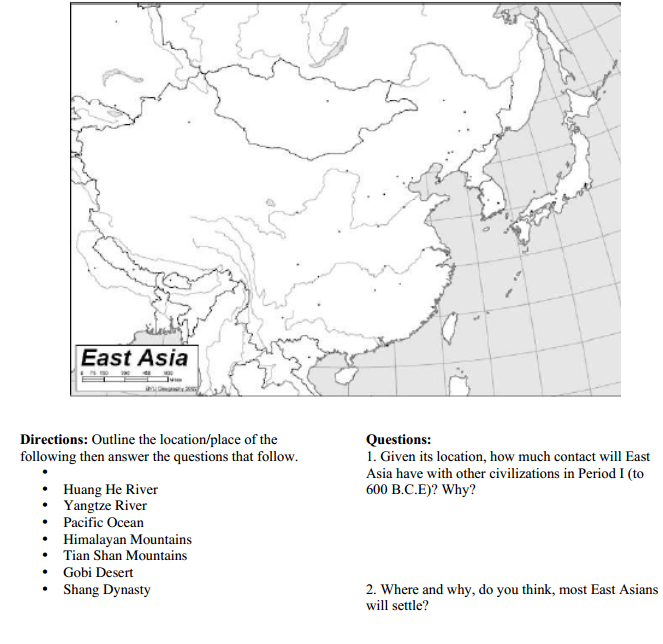 East Asia
Miles
Directions: Outline the location/place of the
following then answer the questions that follow.
•
• Huang He River
• Yangtze River
• Pacific Ocean
• Himalayan Mountains
• Tian Shan Mountains
• Gobi Desert
• Shang Dynasty
Questions:
1. Given its location, how much contact will East
Asia have with other civilizations in Period I (to
600 B.C.E)? Why?
2. Where and why, do you think, most East Asians
will settle?